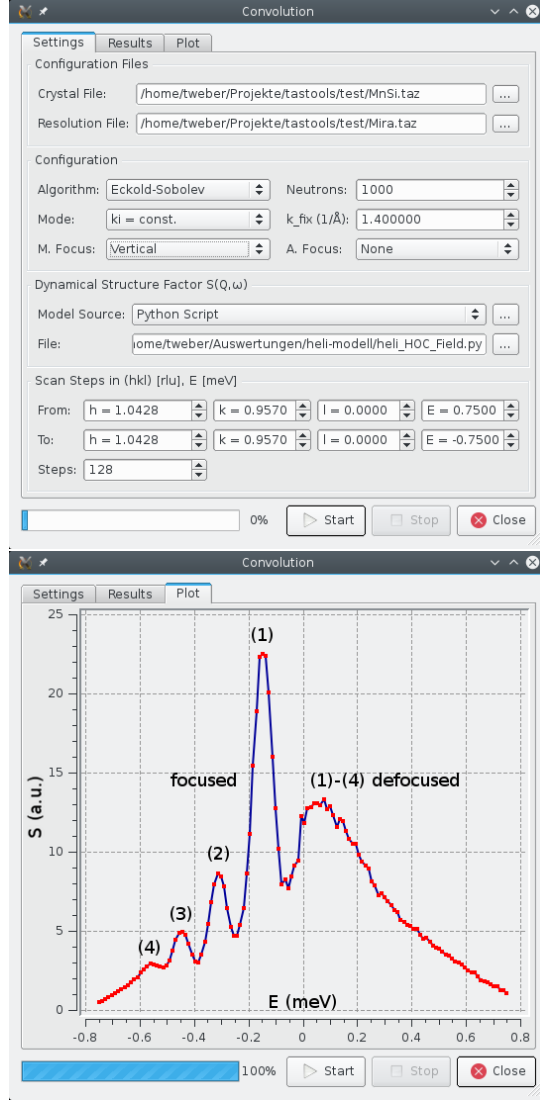 Convolution
Settings Results Plot
Configuration Files
Crystal File: /home/tweber/Projekte/tastools/test/MnSi.taz ...
Resolution File: /home/tweber/Projekte/tastools/test/Mira.taz ...
Configuration
Algorithm: Eckold-Sobolev Neutrons: 1000
Mode: ki = const. k_fix (1/Å): 1.400000
M. Focus: Vertical A. Focus: None
Dynamical Structure Factor S(Q,ω)
Model Source: Python Script ...
File: ome/tweber/Auswertungen/heli-modell/heli_HOC_Field.py ...
Scan Steps in (hkl) [rlu], E [meV]
From: h = 1.0428 k = 0.9570 l = 0.0000 E = 0.7500
To: h = 1.0428 k = 0.9570 l = 0.0000 E = -0.7500
Steps: 128
0% Start Stop Close
Convolution
Settings Results Plot
25
(1)
20
focused (1)-(4) defocused
15
S (a.u.)
10
(2)
(3)
5
(4)
0
E (meV)
-0.8 -0.6 -0.4 -0.2 0 0.2 0.4 0.6 0.8
100% Start Stop Close